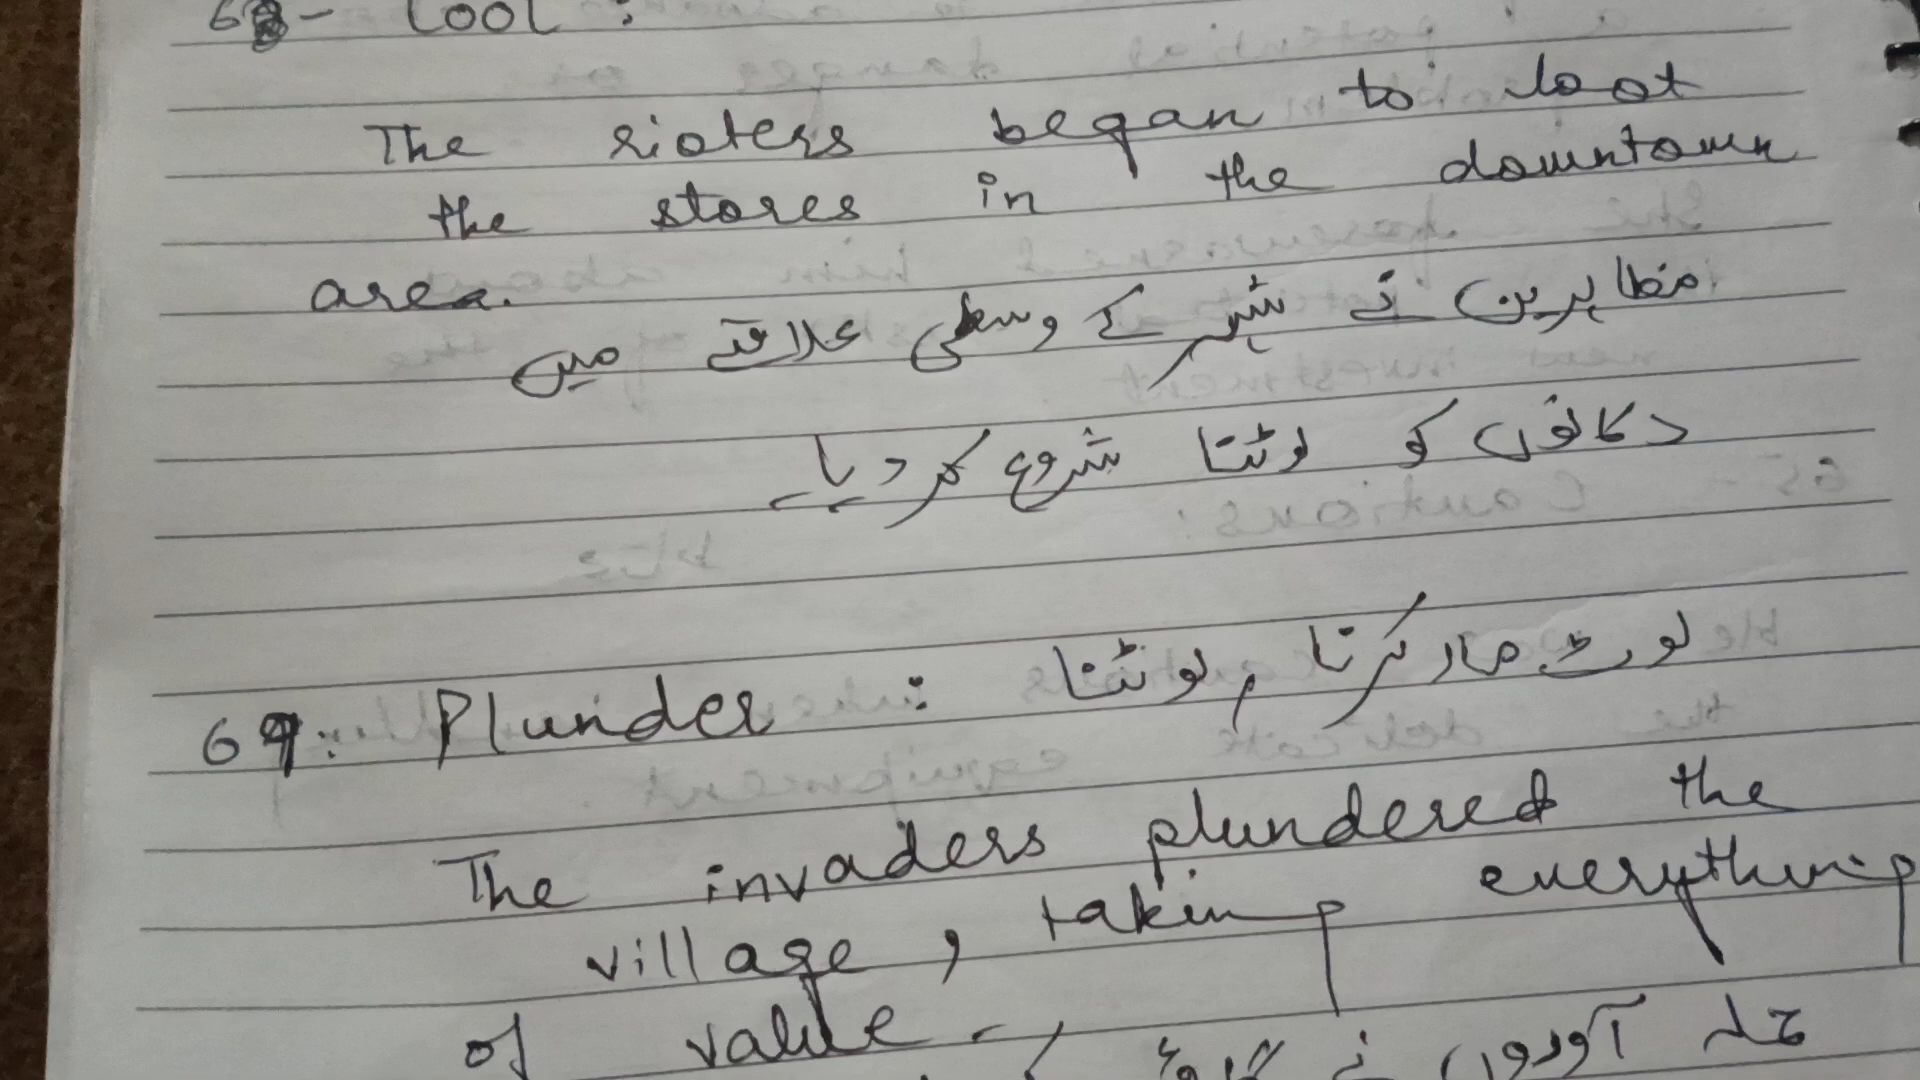 68- Loot :
The rioters began to loot
the stores in the downtown
area.
مظاہرین نے شہر کے وسطی علاقے میں
دکانوں کو لوٹنا شروع کر دیا۔
69: Plunder : لوٹ مار کرنا, لوٹنا
The invaders plundered the
village, taking everything
of value.
حملہ آوروں نے